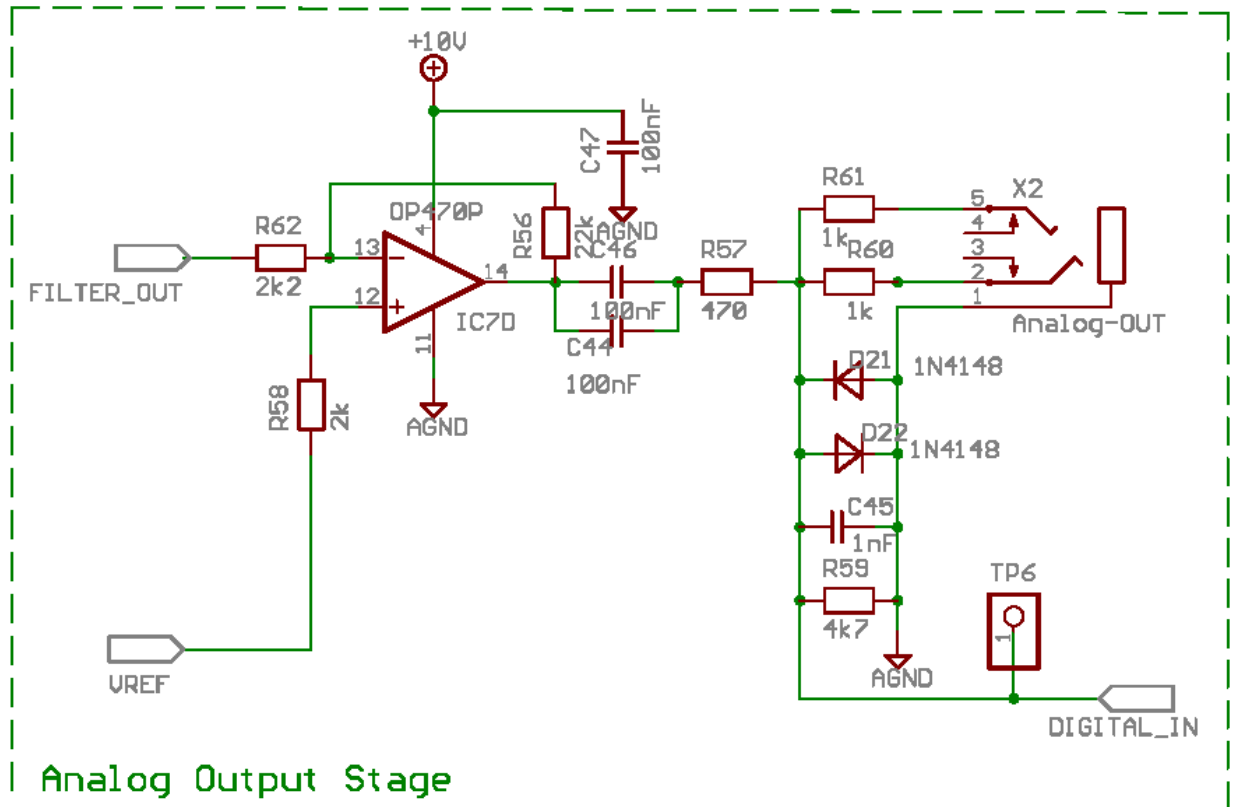 +10V
C47
100nF
AGND
R61
1k
X2
5
4
3
2
1
R62
2k2
FILTER_OUT
OP470P
4
13
12
14
11
IC7D
R56
22k
C46
100nF
C44
100nF
R57
470
R60
1k
Analog-OUT
R58
2k
AGND
D21
1N4148
D22
1N4148
C45
1nF
R59
4k7
AGND
TP6
1
VREF
DIGITAL_IN
Analog Output Stage